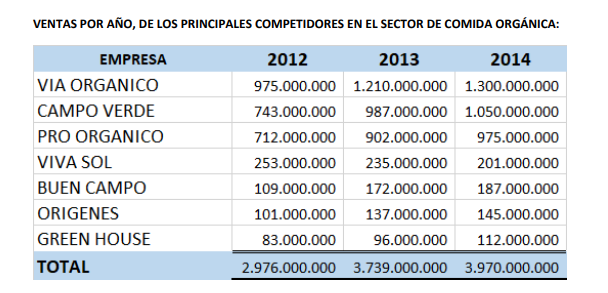 VENTAS POR AÑO, DE LOS PRINCIPALES COMPETIDORES EN EL SECTOR DE COMIDA ORGÁNICA:
EMPRESA 2012 2013 2014
VIA ORGANICO 975.000.000 1.210.000.000 1.300.000.000
CAMPO VERDE 743.000.000 987.000.000 1.050.000.000
PRO ORGANICO 712.000.000 902.000.000 975.000.000
VIVA SOL 253.000.000 235.000.000 201.000.000
BUEN CAMPO 109.000.000 172.000.000 187.000.000
ORIGENES 101.000.000 137.000.000 145.000.000
GREEN HOUSE 83.000.000 96.000.000 112.000.000
TOTAL 2.976.000.000 3.739.000.000 3.970.000.000